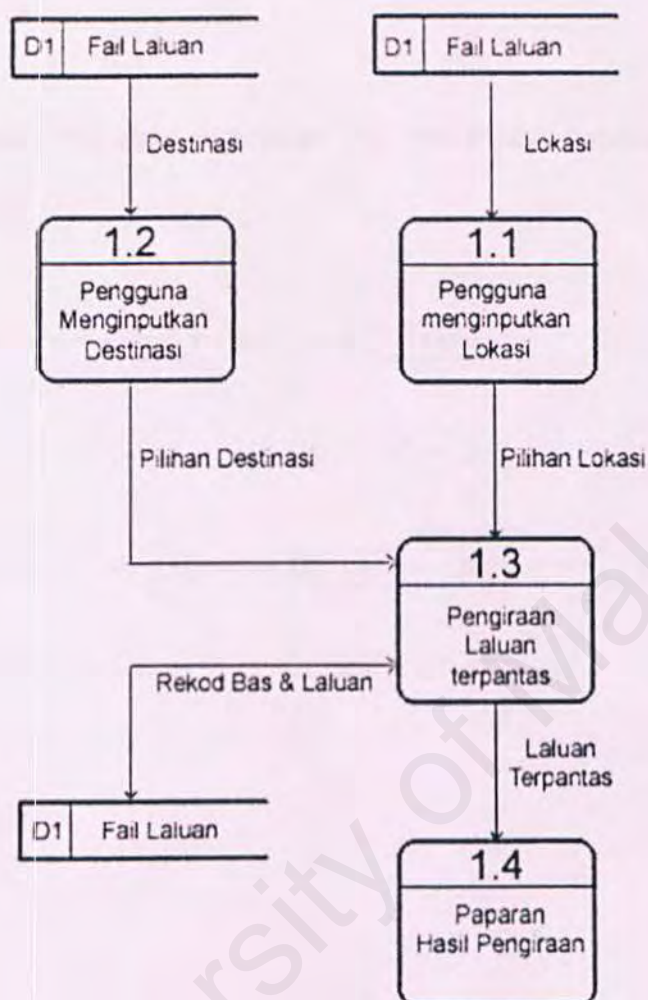 D1 Fail Laluan
D1 Fail Laluan
Destinasi
Lokasi
1.2
Pengguna
Menginputkan
Destinasi
1.1
Pengguna
menginputkan
Lokasi
Pilihan Destinasi
Pilihan Lokasi
1.3
Pengiraan
Laluan
terpantas
Rekod Bas & Laluan
Laluan
Terpantas
D1 Fail Laluan
1.4
Paparan
Hasil Pengiraan